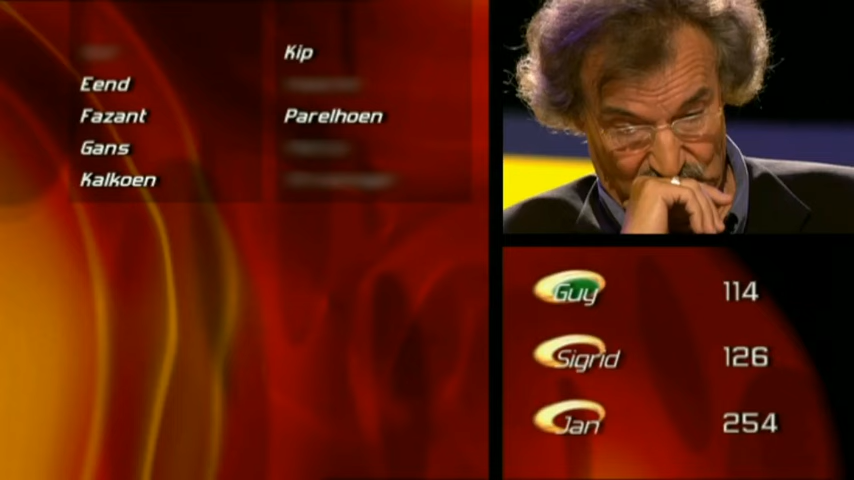 Kip
Eend
Fazant
Parelhoen
Gans
Kalkoen
Guy 114
Sigrid 126
Jan 254